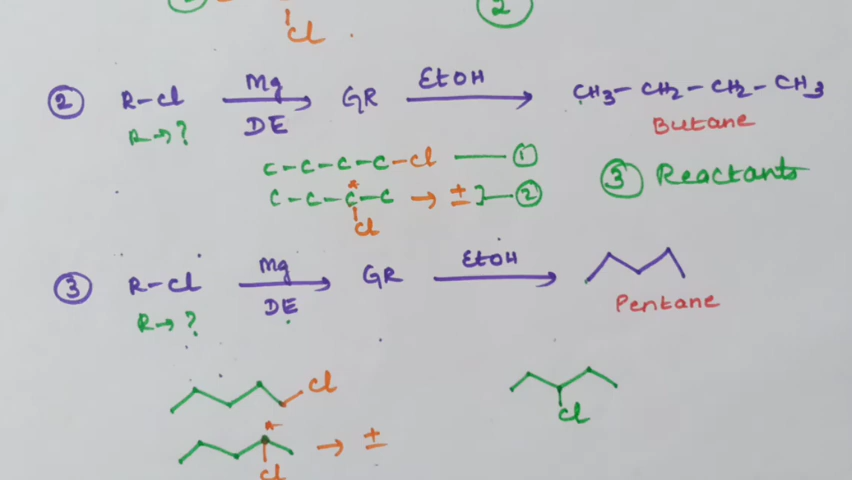 Cl
2
② R-Cl Mg DE GR EtOH CH3-CH2-CH2-CH3
R→? Butane
C-C-C-C-Cl ①
③ Reactants
C-C-C*-C → ± } ②
Cl
③ R-Cl Mg DE GR EtOH
R→? Pentane
Cl
Cl
* → ±
Cl